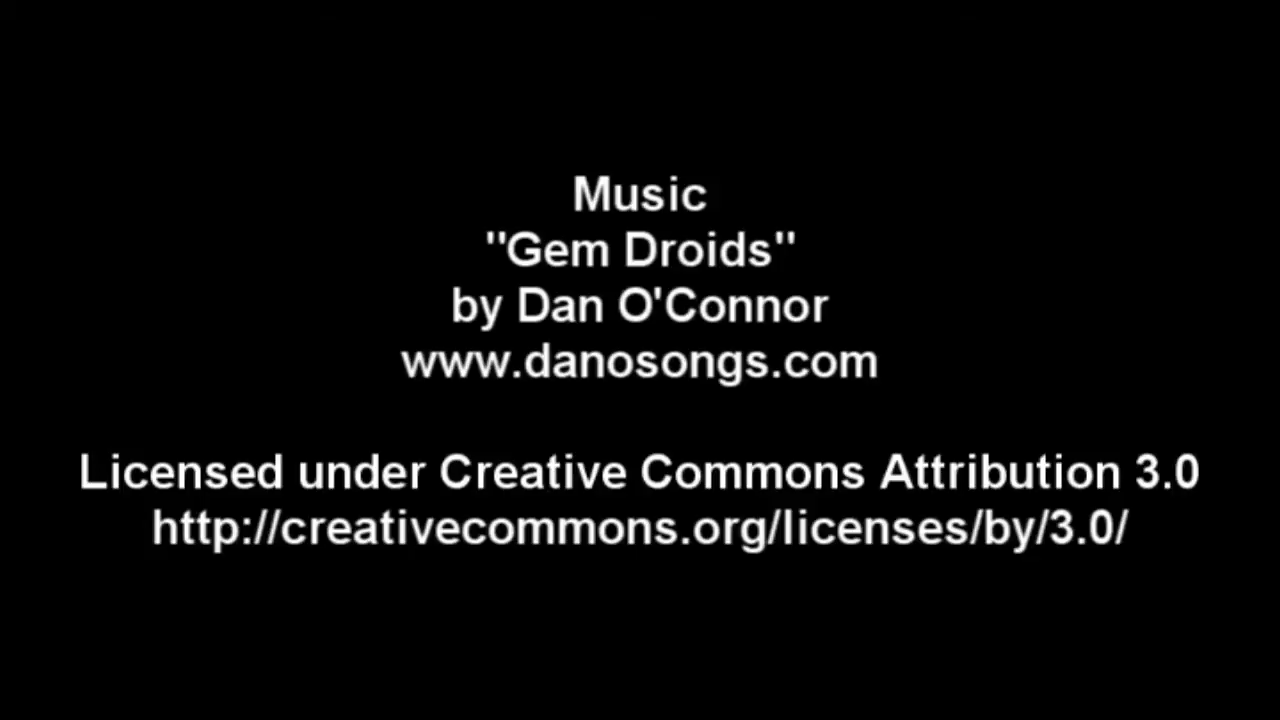 Music
"Gem Droids"
by Dan O'Connor
www.danosongs.com
Licensed under Creative Commons Attribution 3.0
http://creativecommons.org/licenses/by/3.0/